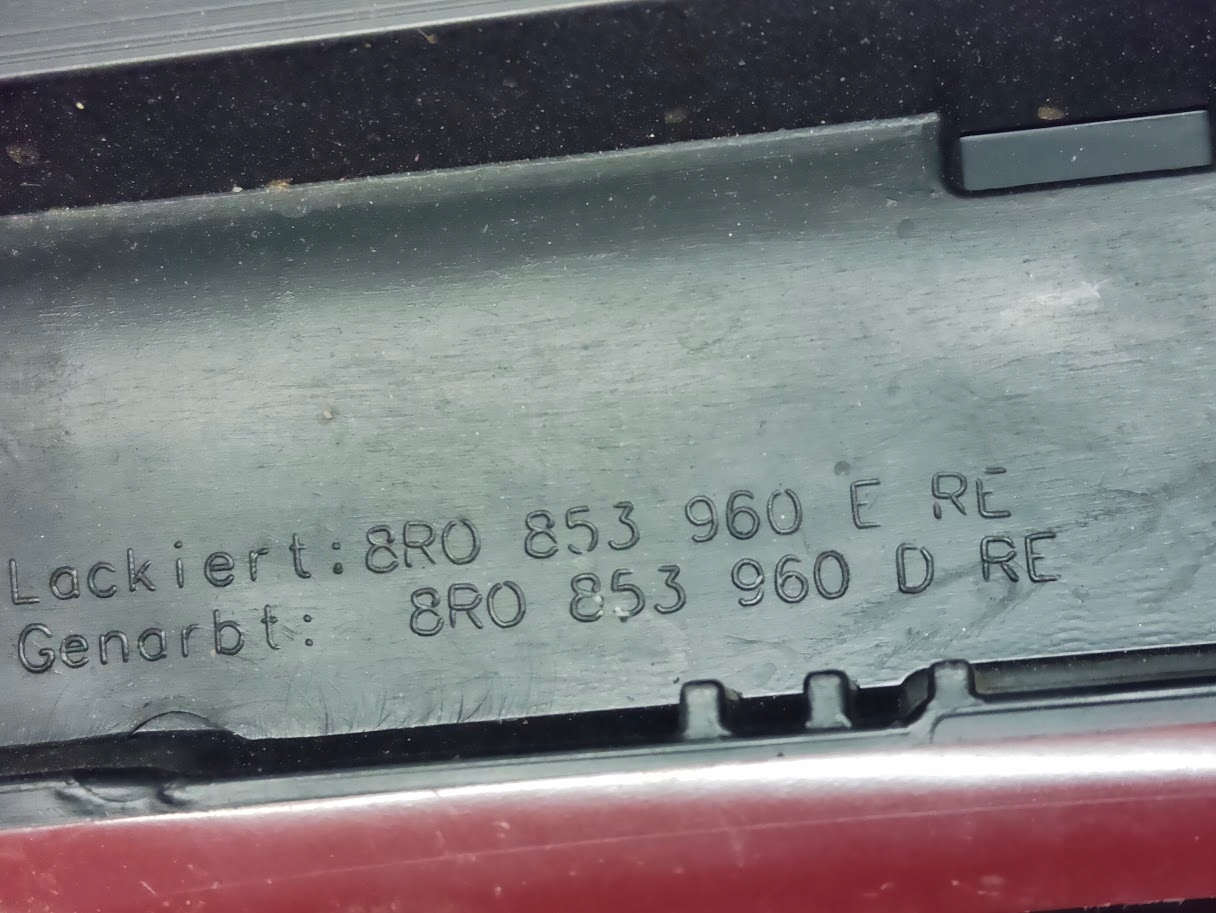 Lackiert: 8R0 853 960 E RE
Genarbt: 8R0 853 960 D RE